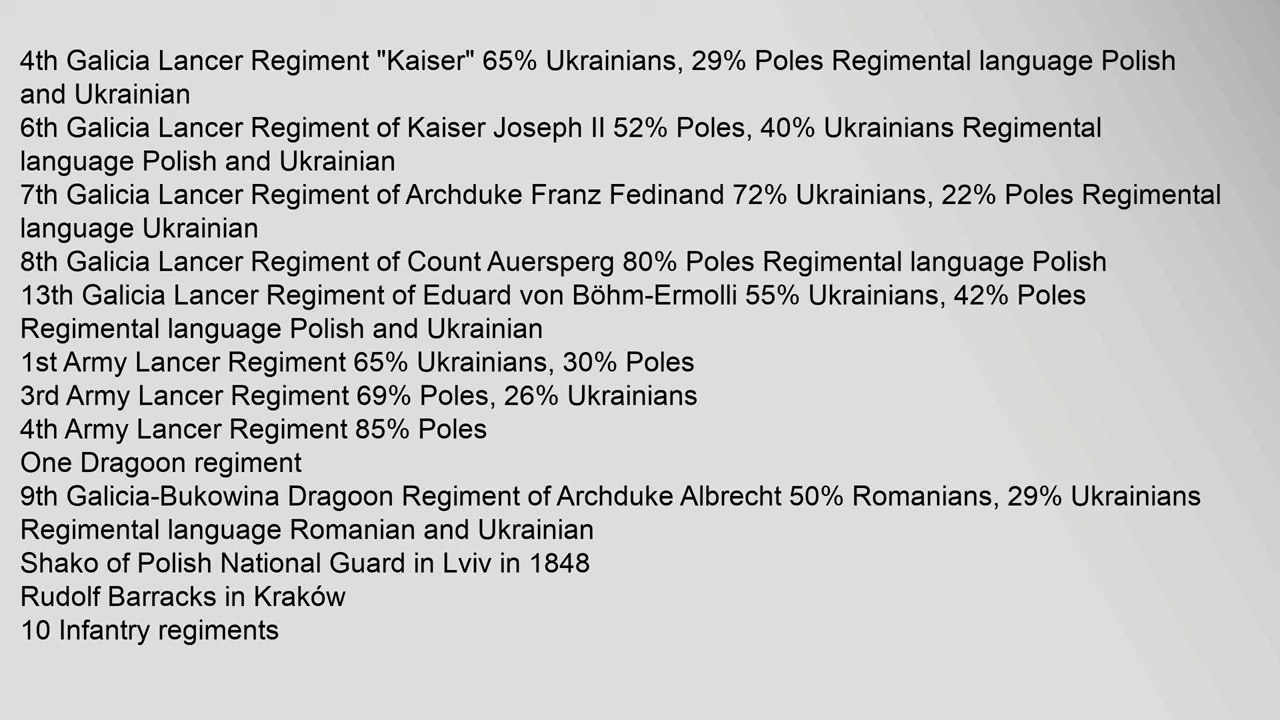 4th Galicia Lancer Regiment "Kaiser" 65% Ukrainians, 29% Poles Regimental language Polish
and Ukrainian
6th Galicia Lancer Regiment of Kaiser Joseph II 52% Poles, 40% Ukrainians Regimental
language Polish and Ukrainian
7th Galicia Lancer Regiment of Archduke Franz Fedinand 72% Ukrainians, 22% Poles Regimental
language Ukrainian
8th Galicia Lancer Regiment of Count Auersperg 80% Poles Regimental language Polish
13th Galicia Lancer Regiment of Eduard von Böhm-Ermolli 55% Ukrainians, 42% Poles
Regimental language Polish and Ukrainian
1st Army Lancer Regiment 65% Ukrainians, 30% Poles
3rd Army Lancer Regiment 69% Poles, 26% Ukrainians
4th Army Lancer Regiment 85% Poles
One Dragoon regiment
9th Galicia-Bukowina Dragoon Regiment of Archduke Albrecht 50% Romanians, 29% Ukrainians
Regimental language Romanian and Ukrainian
Shako of Polish National Guard in Lviv in 1848
Rudolf Barracks in Kraków
10 Infantry regiments